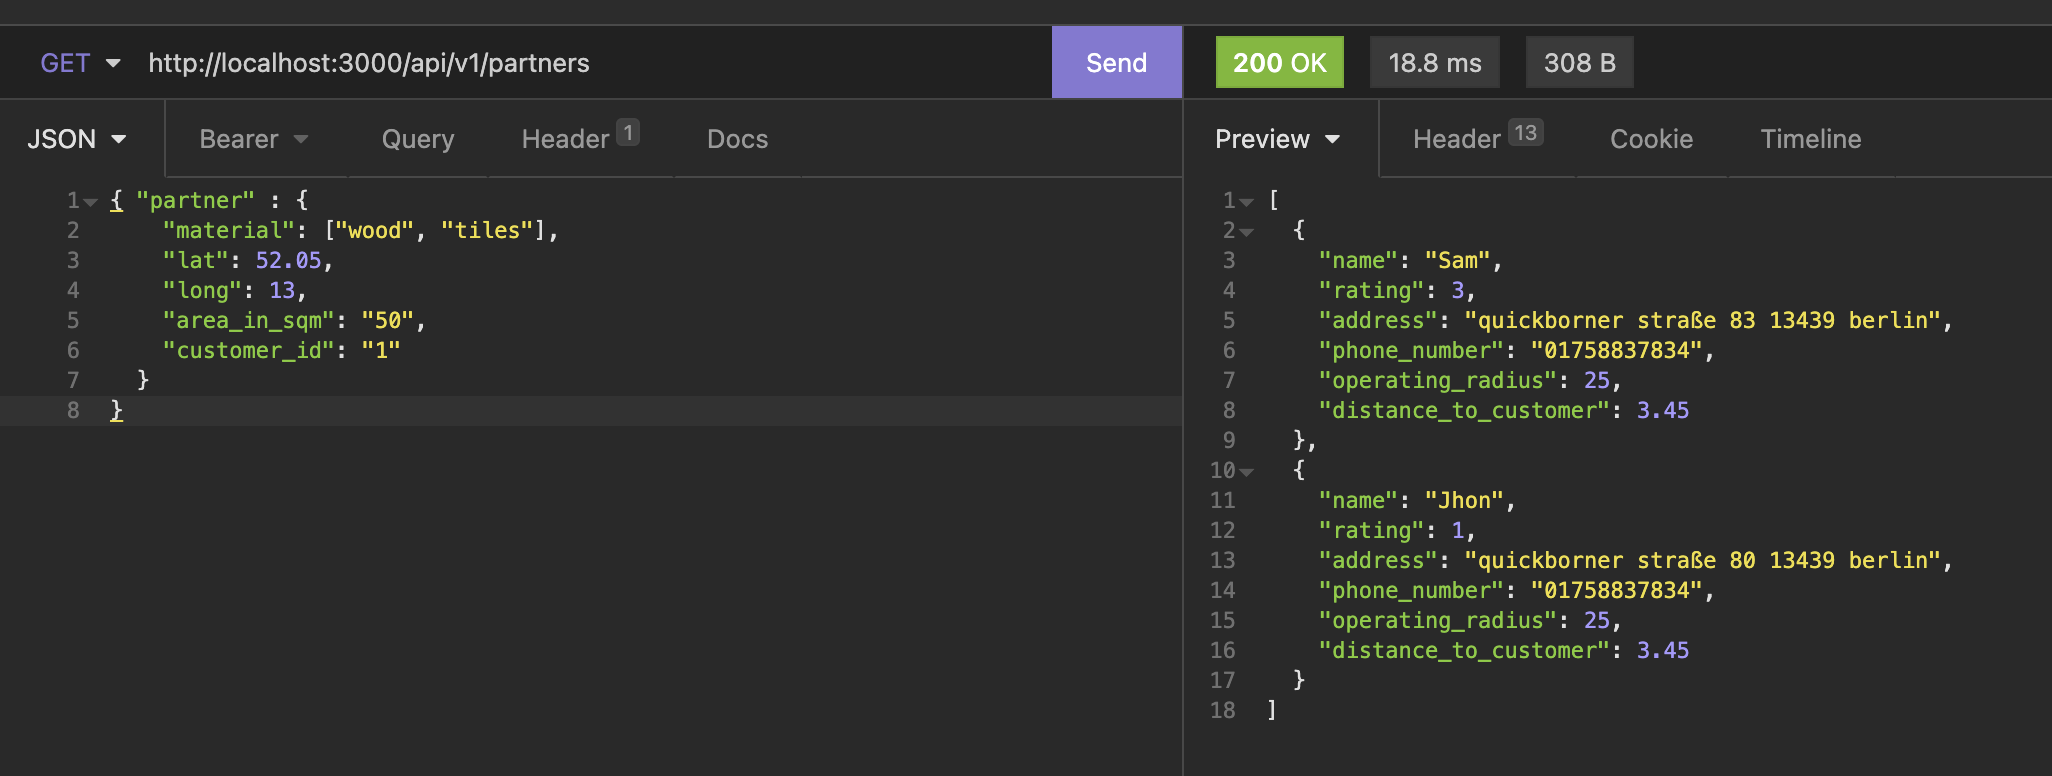 GET http://localhost:3000/api/v1/partners Send 200 OK 18.8 ms 308 B
JSON Bearer Query Header 1 Docs Preview Header 13 Cookie Timeline
1 { "partner" : {
2 "material": ["wood", "tiles"],
3 "lat": 52.05,
4 "long": 13,
5 "area_in_sqm": "50",
6 "customer_id": "1"
7 }
8 }
1 [
2 {
3 "name": "Sam",
4 "rating": 3,
5 "address": "quickborner straße 83 13439 berlin",
6 "phone_number": "01758837834",
7 "operating_radius": 25,
8 "distance_to_customer": 3.45
9 },
10 {
11 "name": "Jhon",
12 "rating": 1,
13 "address": "quickborner straße 80 13439 berlin",
14 "phone_number": "01758837834",
15 "operating_radius": 25,
16 "distance_to_customer": 3.45
17 }
18 ]